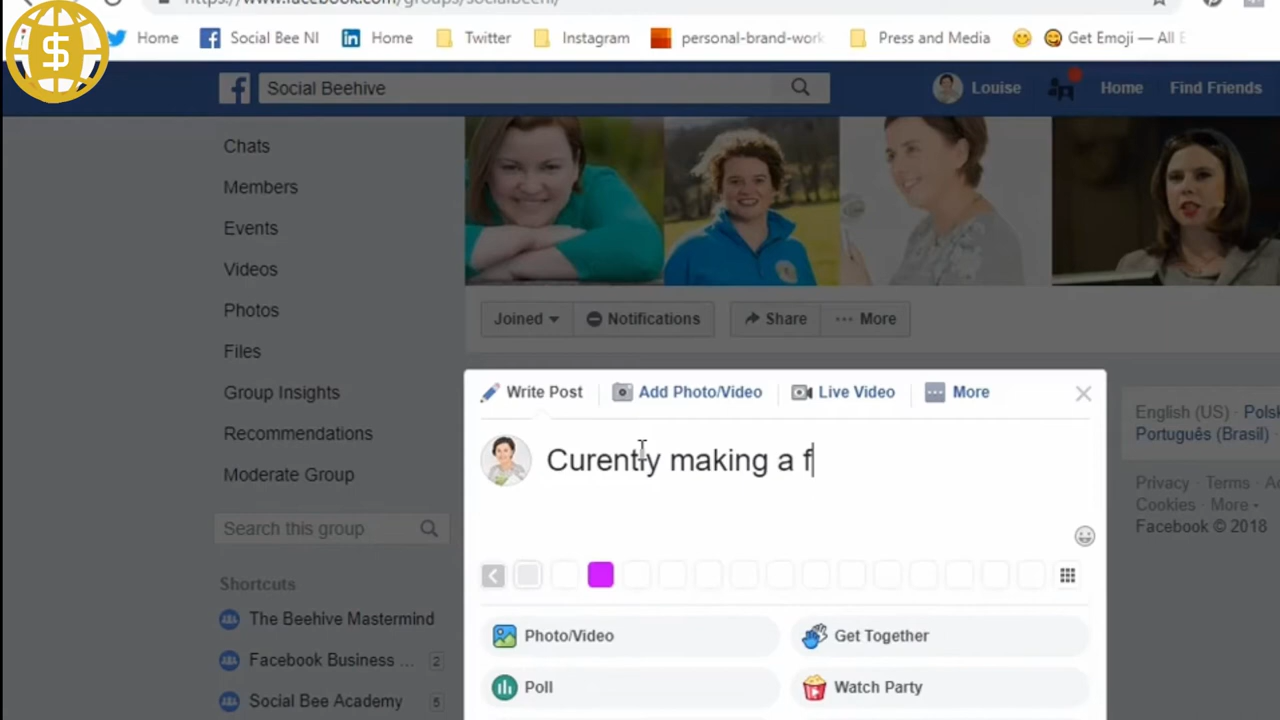 Home
Social Bee NI
Home
Twitter
Instagram
personal-brand-work
Press and Media
Get Emoji — All E
$
Social Beehive
Louise
Home
Find Friends
Chats
Members
Events
Videos
Photos
Files
Group Insights
Recommendations
Moderate Group
Search this group
Shortcuts
The Beehive Mastermind
Facebook Business ... 2
Social Bee Academy 5
Joined
Notifications
Share
More
Write Post
Add Photo/Video
Live Video
More
Curently making a f
Photo/Video
Get Together
Poll
Watch Party
English (US) · Pols
Português (Brasil) ·
Privacy · Terms · A
Cookies · More
Facebook © 2018